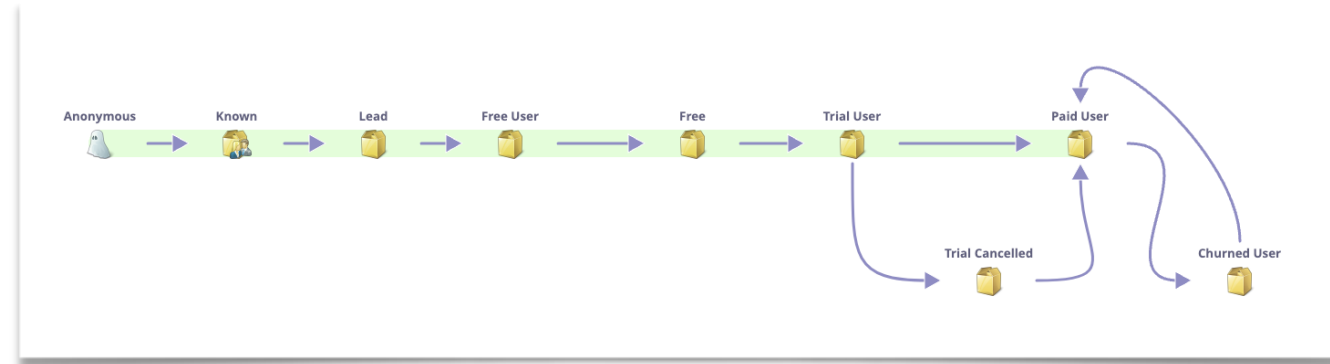 Anonymous
Known
Lead
Free User
Free
Trial User
Paid User
Trial Cancelled
Churned User